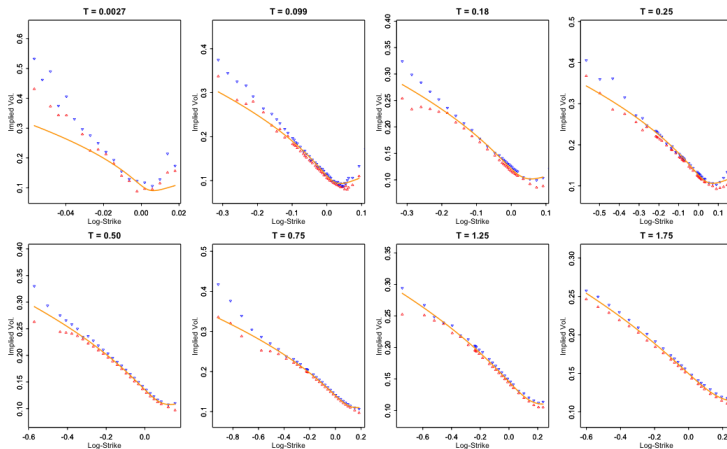 T = 0.0027
T = 0.099
T = 0.18
T = 0.25
Implied Vol.
0.1 0.2 0.3 0.4 0.5
-0.04 -0.02 0.00 0.02
Log-Strike
Implied Vol.
0.1 0.2 0.3 0.4
-0.3 -0.2 -0.1 0.0 0.1
Log-Strike
Implied Vol.
0.10 0.15 0.20 0.25 0.30 0.35 0.40
-0.3 -0.2 -0.1 0.0 0.1
Log-Strike
Implied Vol.
0.1 0.2 0.3 0.4 0.5
-0.5 -0.4 -0.3 -0.2 -0.1 0.0 0.1
Log-Strike
T = 0.50
T = 0.75
T = 1.25
T = 1.75
Implied Vol.
0.10 0.15 0.20 0.25 0.30 0.35 0.40
-0.6 -0.4 -0.2 0.0
Log-Strike
Implied Vol.
0.1 0.2 0.3 0.4 0.5
-0.8 -0.6 -0.4 -0.2 0.0 0.2
Log-Strike
Implied Vol.
0.10 0.15 0.20 0.25 0.30 0.35
-0.6 -0.4 -0.2 0.0 0.2
Log-Strike
Implied Vol.
0.10 0.15 0.20 0.25 0.30
-0.6 -0.4 -0.2 0.0 0.2
Log-Strike